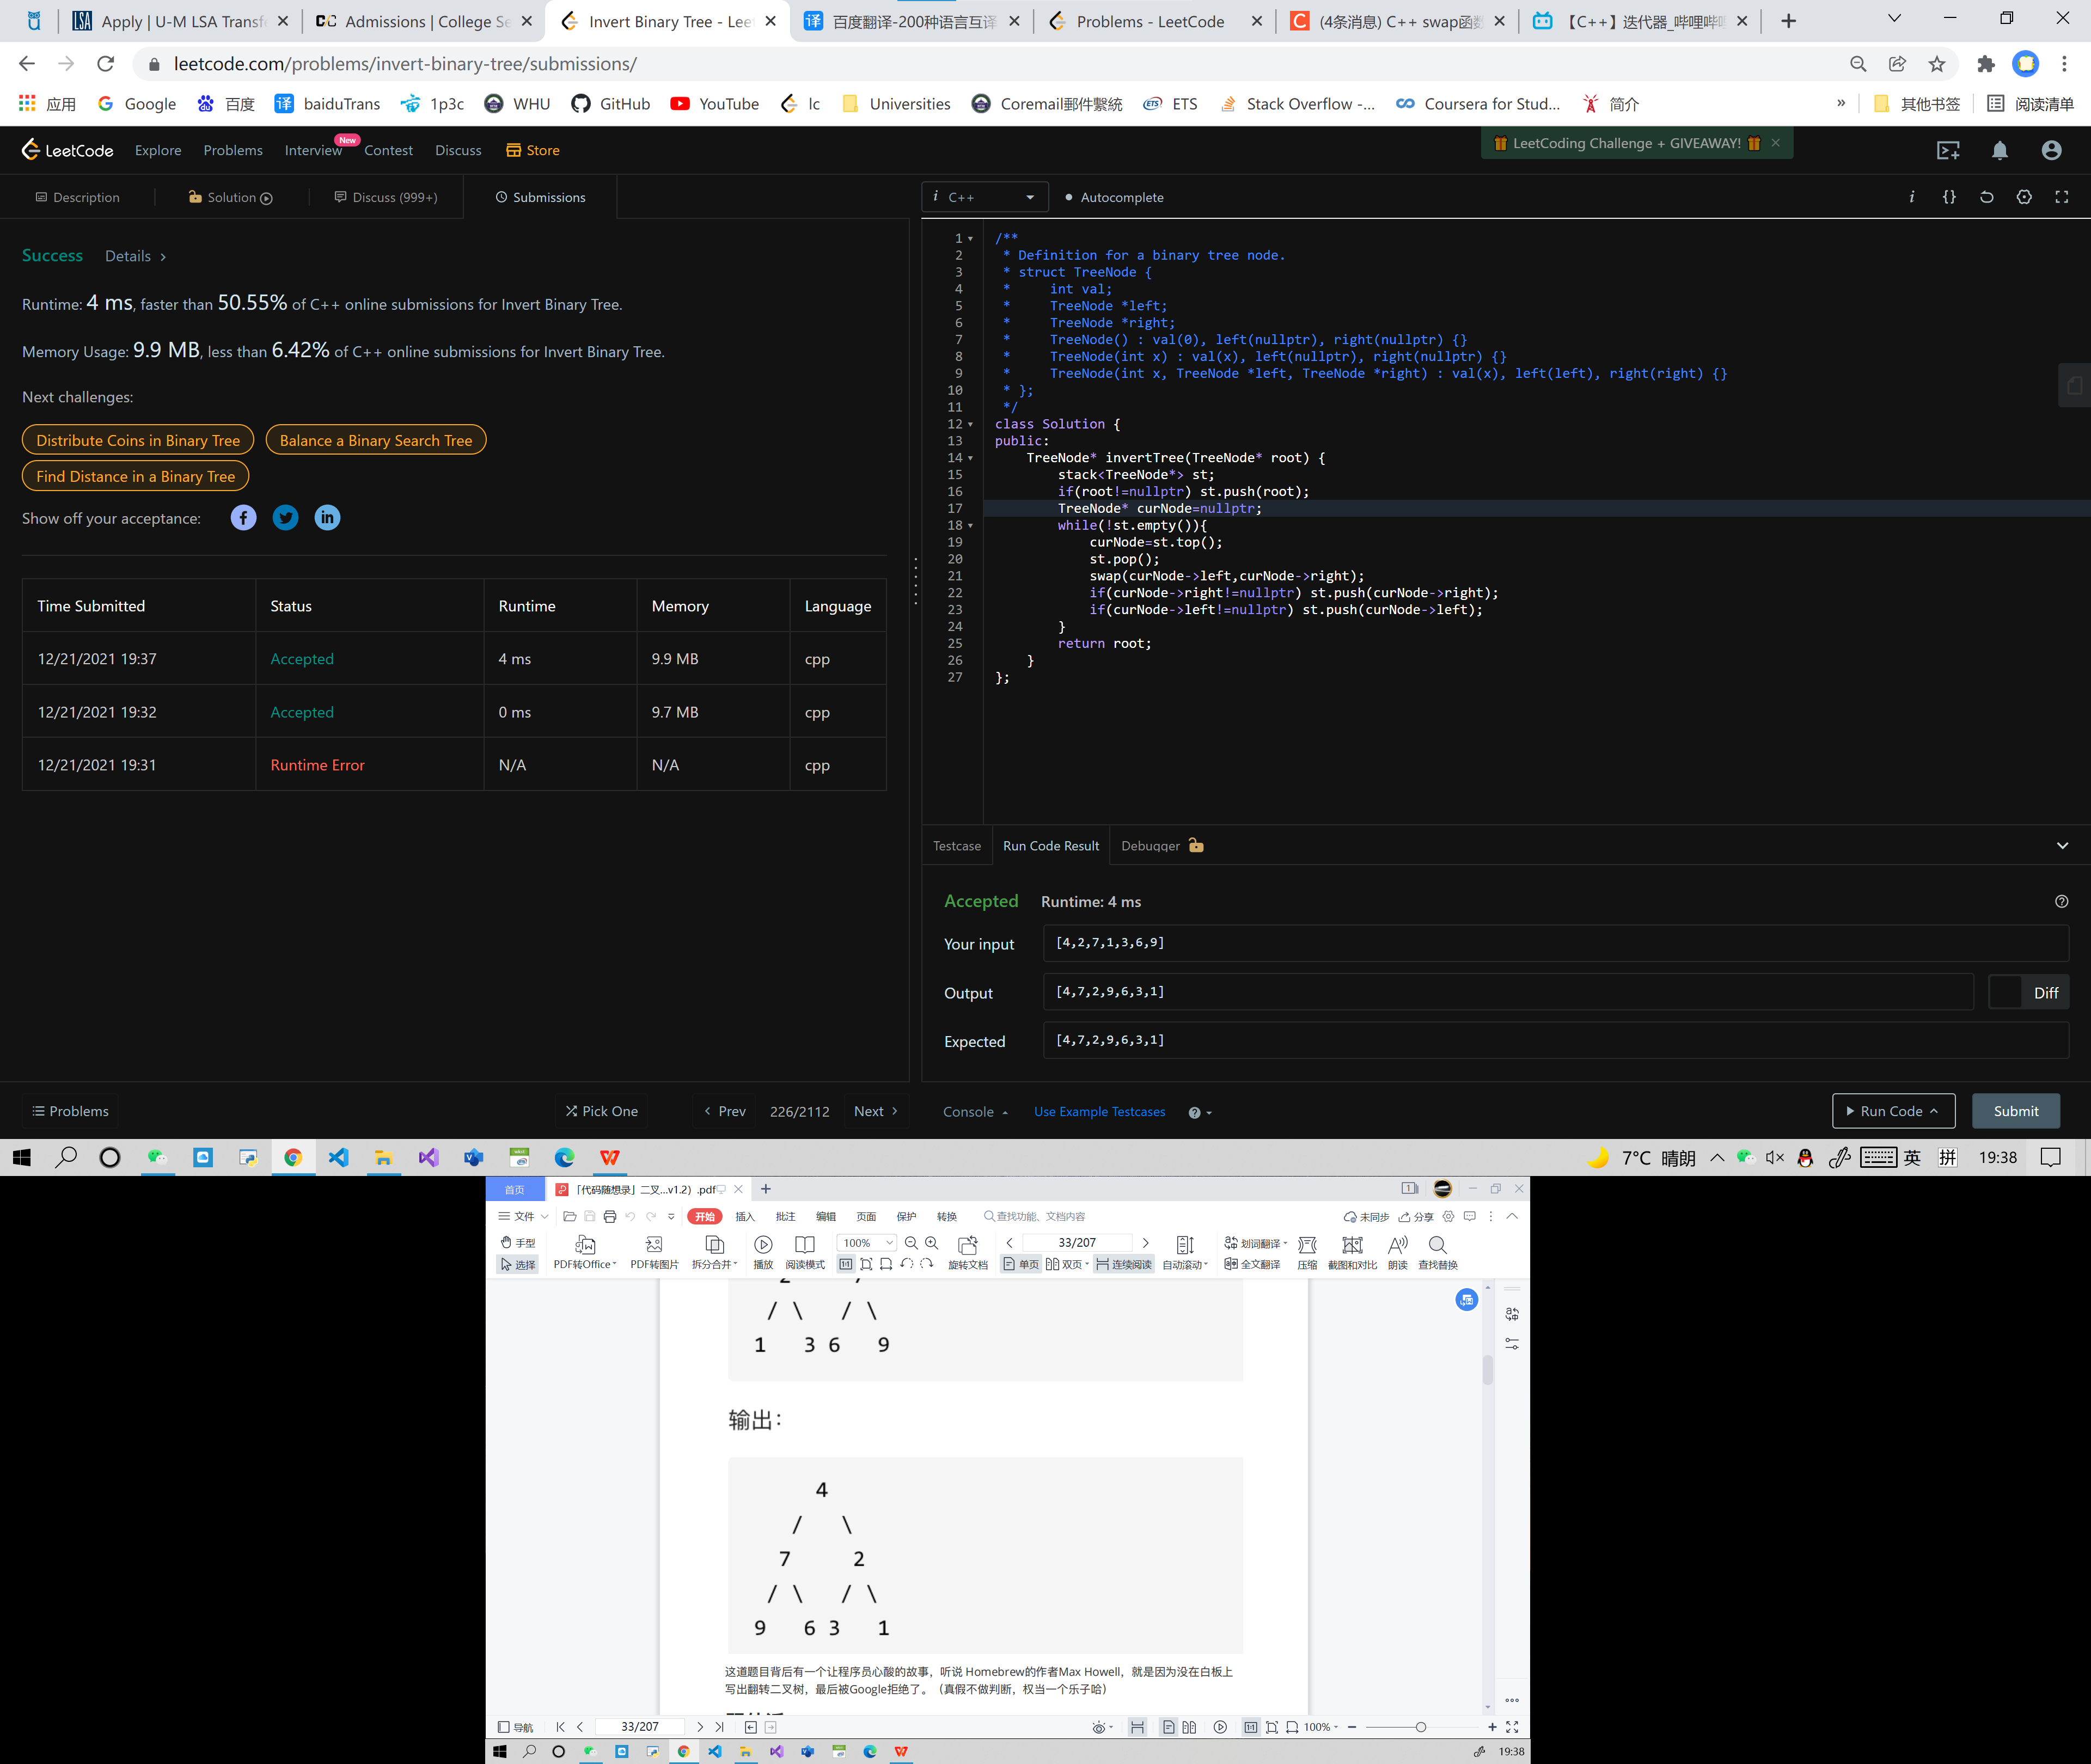 Apply | U-M LSA Transf
Admissions | College Se
Invert Binary Tree - Lee
百度翻译-200种语言互译
Problems - LeetCode
(4条消息) C++ swap函数
【C++】迭代器_哔哩哔哩
leetcode.com/problems/invert-binary-tree/submissions/
应用 Google 百度 baiduTrans 1p3c WHU GitHub YouTube lc Universities Coremail郵件繫統 ETS Stack Overflow -... Coursera for Stud... 简介 » 其他书签 阅读清单
LeetCode Explore Problems Interview New Contest Discuss Store LeetCoding Challenge + GIVEAWAY!
Description Solution Discuss (999+) Submissions
Success Details >
Runtime: 4 ms, faster than 50.55% of C++ online submissions for Invert Binary Tree.
Memory Usage: 9.9 MB, less than 6.42% of C++ online submissions for Invert Binary Tree.
Next challenges:
Distribute Coins in Binary Tree Balance a Binary Search Tree
Find Distance in a Binary Tree
Show off your acceptance:
Time Submitted Status Runtime Memory Language
12/21/2021 19:37 Accepted 4 ms 9.9 MB cpp
12/21/2021 19:32 Accepted 0 ms 9.7 MB cpp
12/21/2021 19:31 Runtime Error N/A N/A cpp
Problems Pick One < Prev 226/2112 Next >
i C++ Autocomplete
1 /**
2 * Definition for a binary tree node.
3 * struct TreeNode {
4 * int val;
5 * TreeNode *left;
6 * TreeNode *right;
7 * TreeNode() : val(0), left(nullptr), right(nullptr) {}
8 * TreeNode(int x) : val(x), left(nullptr), right(nullptr) {}
9 * TreeNode(int x, TreeNode *left, TreeNode *right) : val(x), left(left), right(right) {}
10 * };
11 */
12 class Solution {
13 public:
14 TreeNode* invertTree(TreeNode* root) {
15 stack<TreeNode*> st;
16 if(root!=nullptr) st.push(root);
17 TreeNode* curNode=nullptr;
18 while(!st.empty()){
19 curNode=st.top();
20 st.pop();
21 swap(curNode->left,curNode->right);
22 if(curNode->right!=nullptr) st.push(curNode->right);
23 if(curNode->left!=nullptr) st.push(curNode->left);
24 }
25 return root;
26 }
27 };
Testcase Run Code Result Debugger
Accepted Runtime: 4 ms
Your input [4,2,7,1,3,6,9]
Output [4,7,2,9,6,3,1] Diff
Expected [4,7,2,9,6,3,1]
Console Use Example Testcases Run Code Submit
7°C 晴朗 英 拼 19:38
首页 「代码随想录」二叉...v1.2）.pdf
文件 开始 插入 批注 编辑 页面 保护 转换 查找功能、文档内容 未同步 分享
手型 100% 33/207 划词翻译
选择 PDF转Office PDF转图片 拆分合并 播放 阅读模式 旋转文档 单页 双页 连续阅读 自动滚动 全文翻译 压缩 截图和对比 朗读 查找替换
/ \ / \
1 3 6 9
输出：
4
/ \
7 2
/ \ / \
9 6 3 1
这道题目背后有一个让程序员心酸的故事，听说 Homebrew的作者Max Howell，就是因为没在白板上
写出翻转二叉树，最后被Google拒绝了。（真假不做判断，权当一个乐子哈）
导航 33/207 100%
19:38